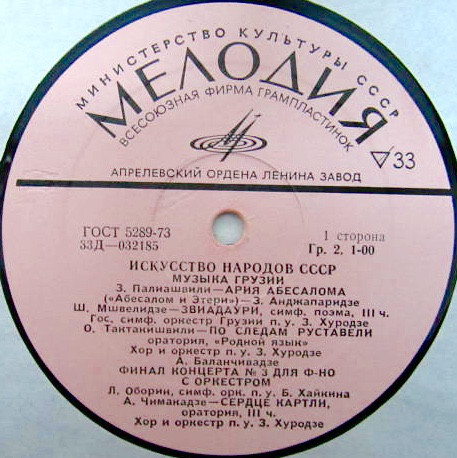 МИНИСТЕРСТВО КУЛЬТУРЫ СССР
МЕЛОДИЯ
ВСЕСОЮЗНАЯ ФИРМА ГРАМПЛАСТИНОК
33
АПРЕЛЕВСКИЙ ОРДЕНА ЛЕНИНА ЗАВОД
ГОСТ 5289-73
33Д—032185
1 сторона
Гр. 2. 1-00
ИСКУССТВО НАРОДОВ СССР
МУЗЫКА ГРУЗИИ
З. Палиашвили—АРИЯ АБЕСАЛОМА
(«Абесалом и Этери»)—З. Анджапаридзе
Ш. Мшвелидзе—ЗВИАДАУРИ, симф. поэма, III ч.
Гос. симф. оркестр Грузии п. у. З. Хуродзе
О. Тактакишвили—ПО СЛЕДАМ РУСТАВЕЛИ
оратория, «Родной язык»
Хор и оркестр п. у. З. Хуродзе
А. Баланчивадзе
ФИНАЛ КОНЦЕРТА № 3 ДЛЯ Ф-НО
С ОРКЕСТРОМ
Л. Оборин, симф. орк. п. у. Б. Хайкина
А. Чимакадзе—СЕРДЦЕ КАРТЛИ,
оратория, III ч.
Хор и оркестр п. у. З. Хуродзе